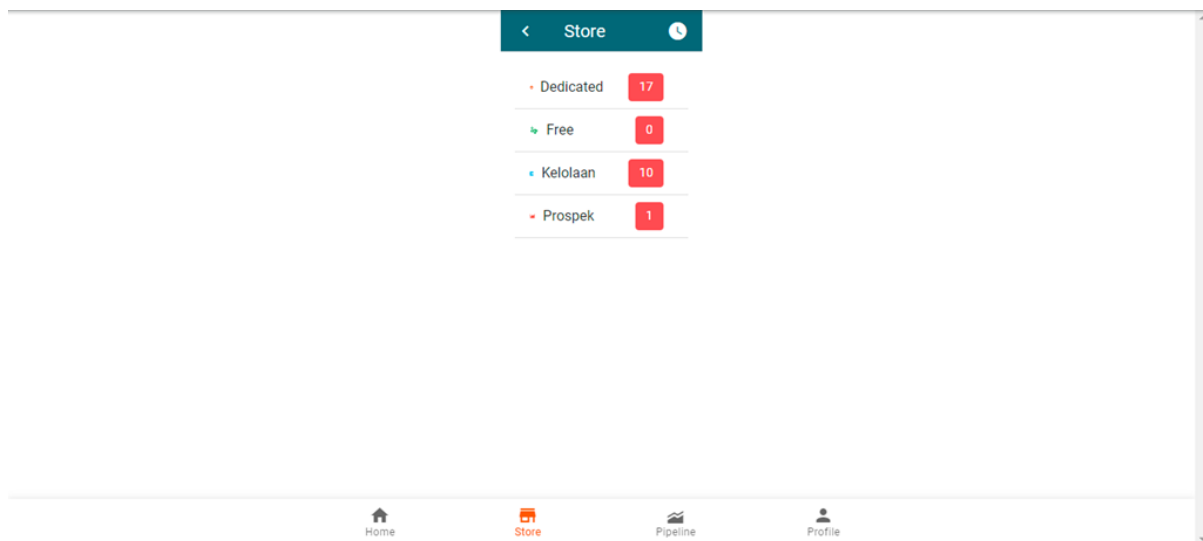 Store
Dedicated 17
Free 0
Kelolaan 10
Prospek 1
Home Store Pipeline Profile